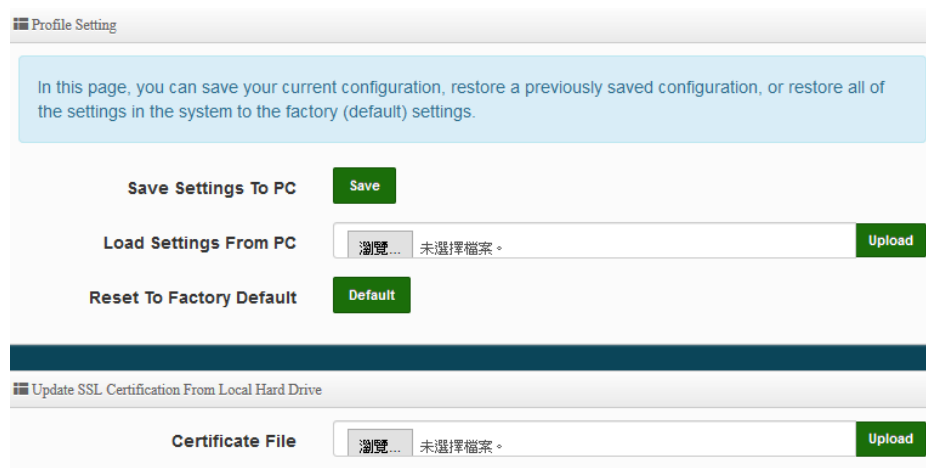 Profile Setting
In this page, you can save your current configuration, restore a previously saved configuration, or restore all of
the settings in the system to the factory (default) settings.
Save Settings To PC
Save
Load Settings From PC
瀏覽... 未選擇檔案。
Upload
Reset To Factory Default
Default
Update SSL Certification From Local Hard Drive
Certificate File
瀏覽... 未選擇檔案。
Upload